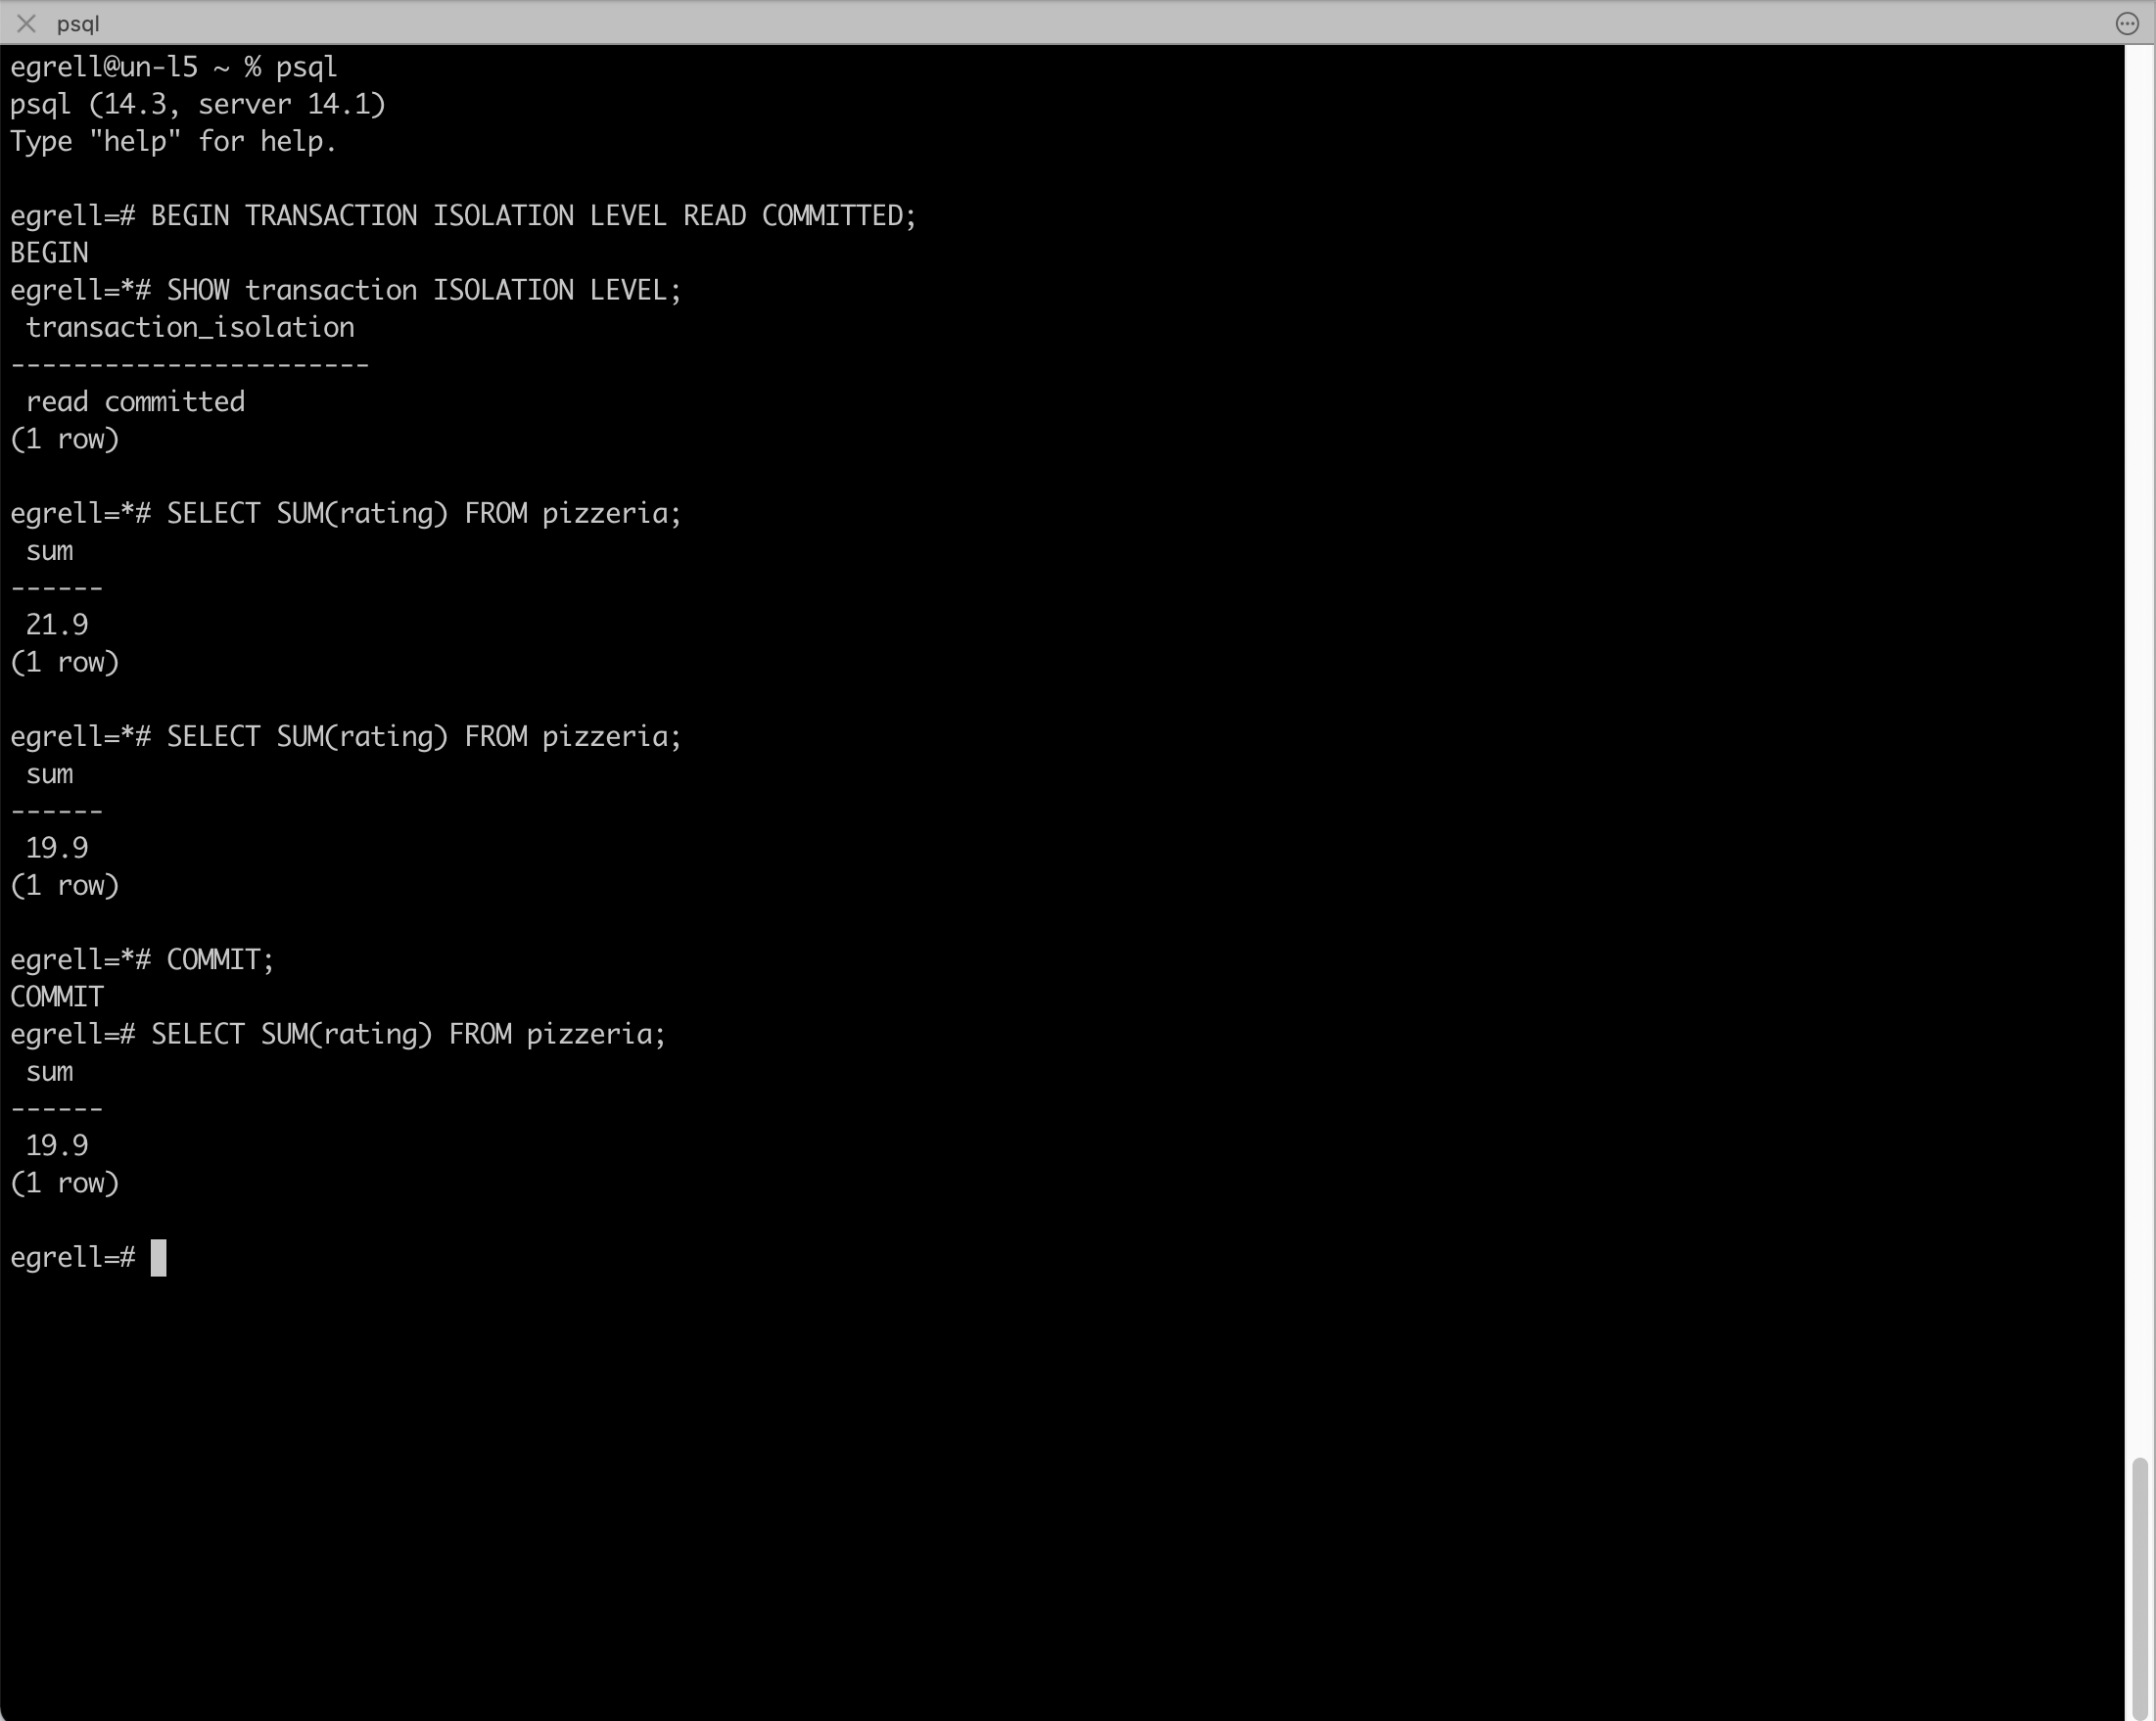 psql
egrell@un-l5 ~ % psql
psql (14.3, server 14.1)
Type "help" for help.
egrell=# BEGIN TRANSACTION ISOLATION LEVEL READ COMMITTED;
BEGIN
egrell=*# SHOW transaction ISOLATION LEVEL;
 transaction_isolation
-----------------------
 read committed
(1 row)
egrell=*# SELECT SUM(rating) FROM pizzeria;
 sum
------
 21.9
(1 row)
egrell=*# SELECT SUM(rating) FROM pizzeria;
 sum
------
 19.9
(1 row)
egrell=*# COMMIT;
COMMIT
egrell=# SELECT SUM(rating) FROM pizzeria;
 sum
------
 19.9
(1 row)
egrell=#